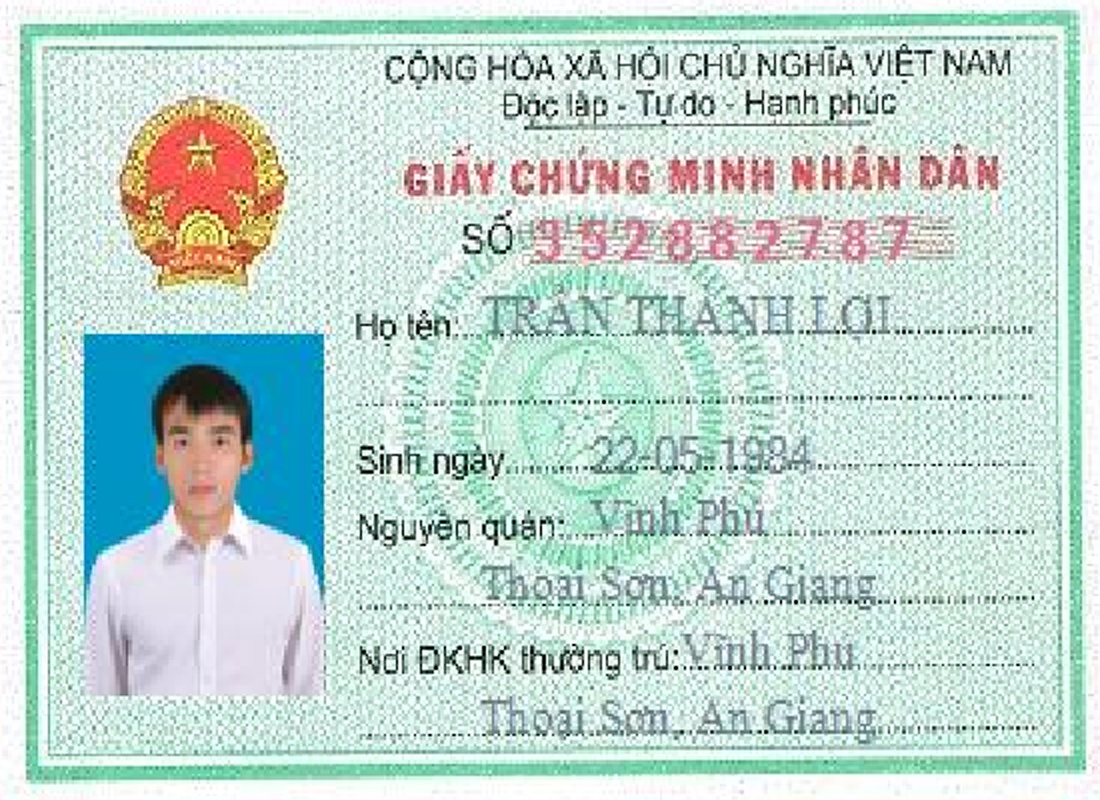 CỘNG HÒA XÃ HỘI CHỦ NGHĨA VIỆT NAM
Độc lập - Tự do - Hạnh phúc
GIẤY CHỨNG MINH NHÂN DÂN
SỐ 352882787
Họ tên: TRẦN THANH LỢI
Sinh ngày 22-05-1984
Nguyên quán: Vĩnh Phú
Thoại Sơn, An Giang
Nơi ĐKHK thường trú: Vĩnh Phú
Thoại Sơn, An Giang